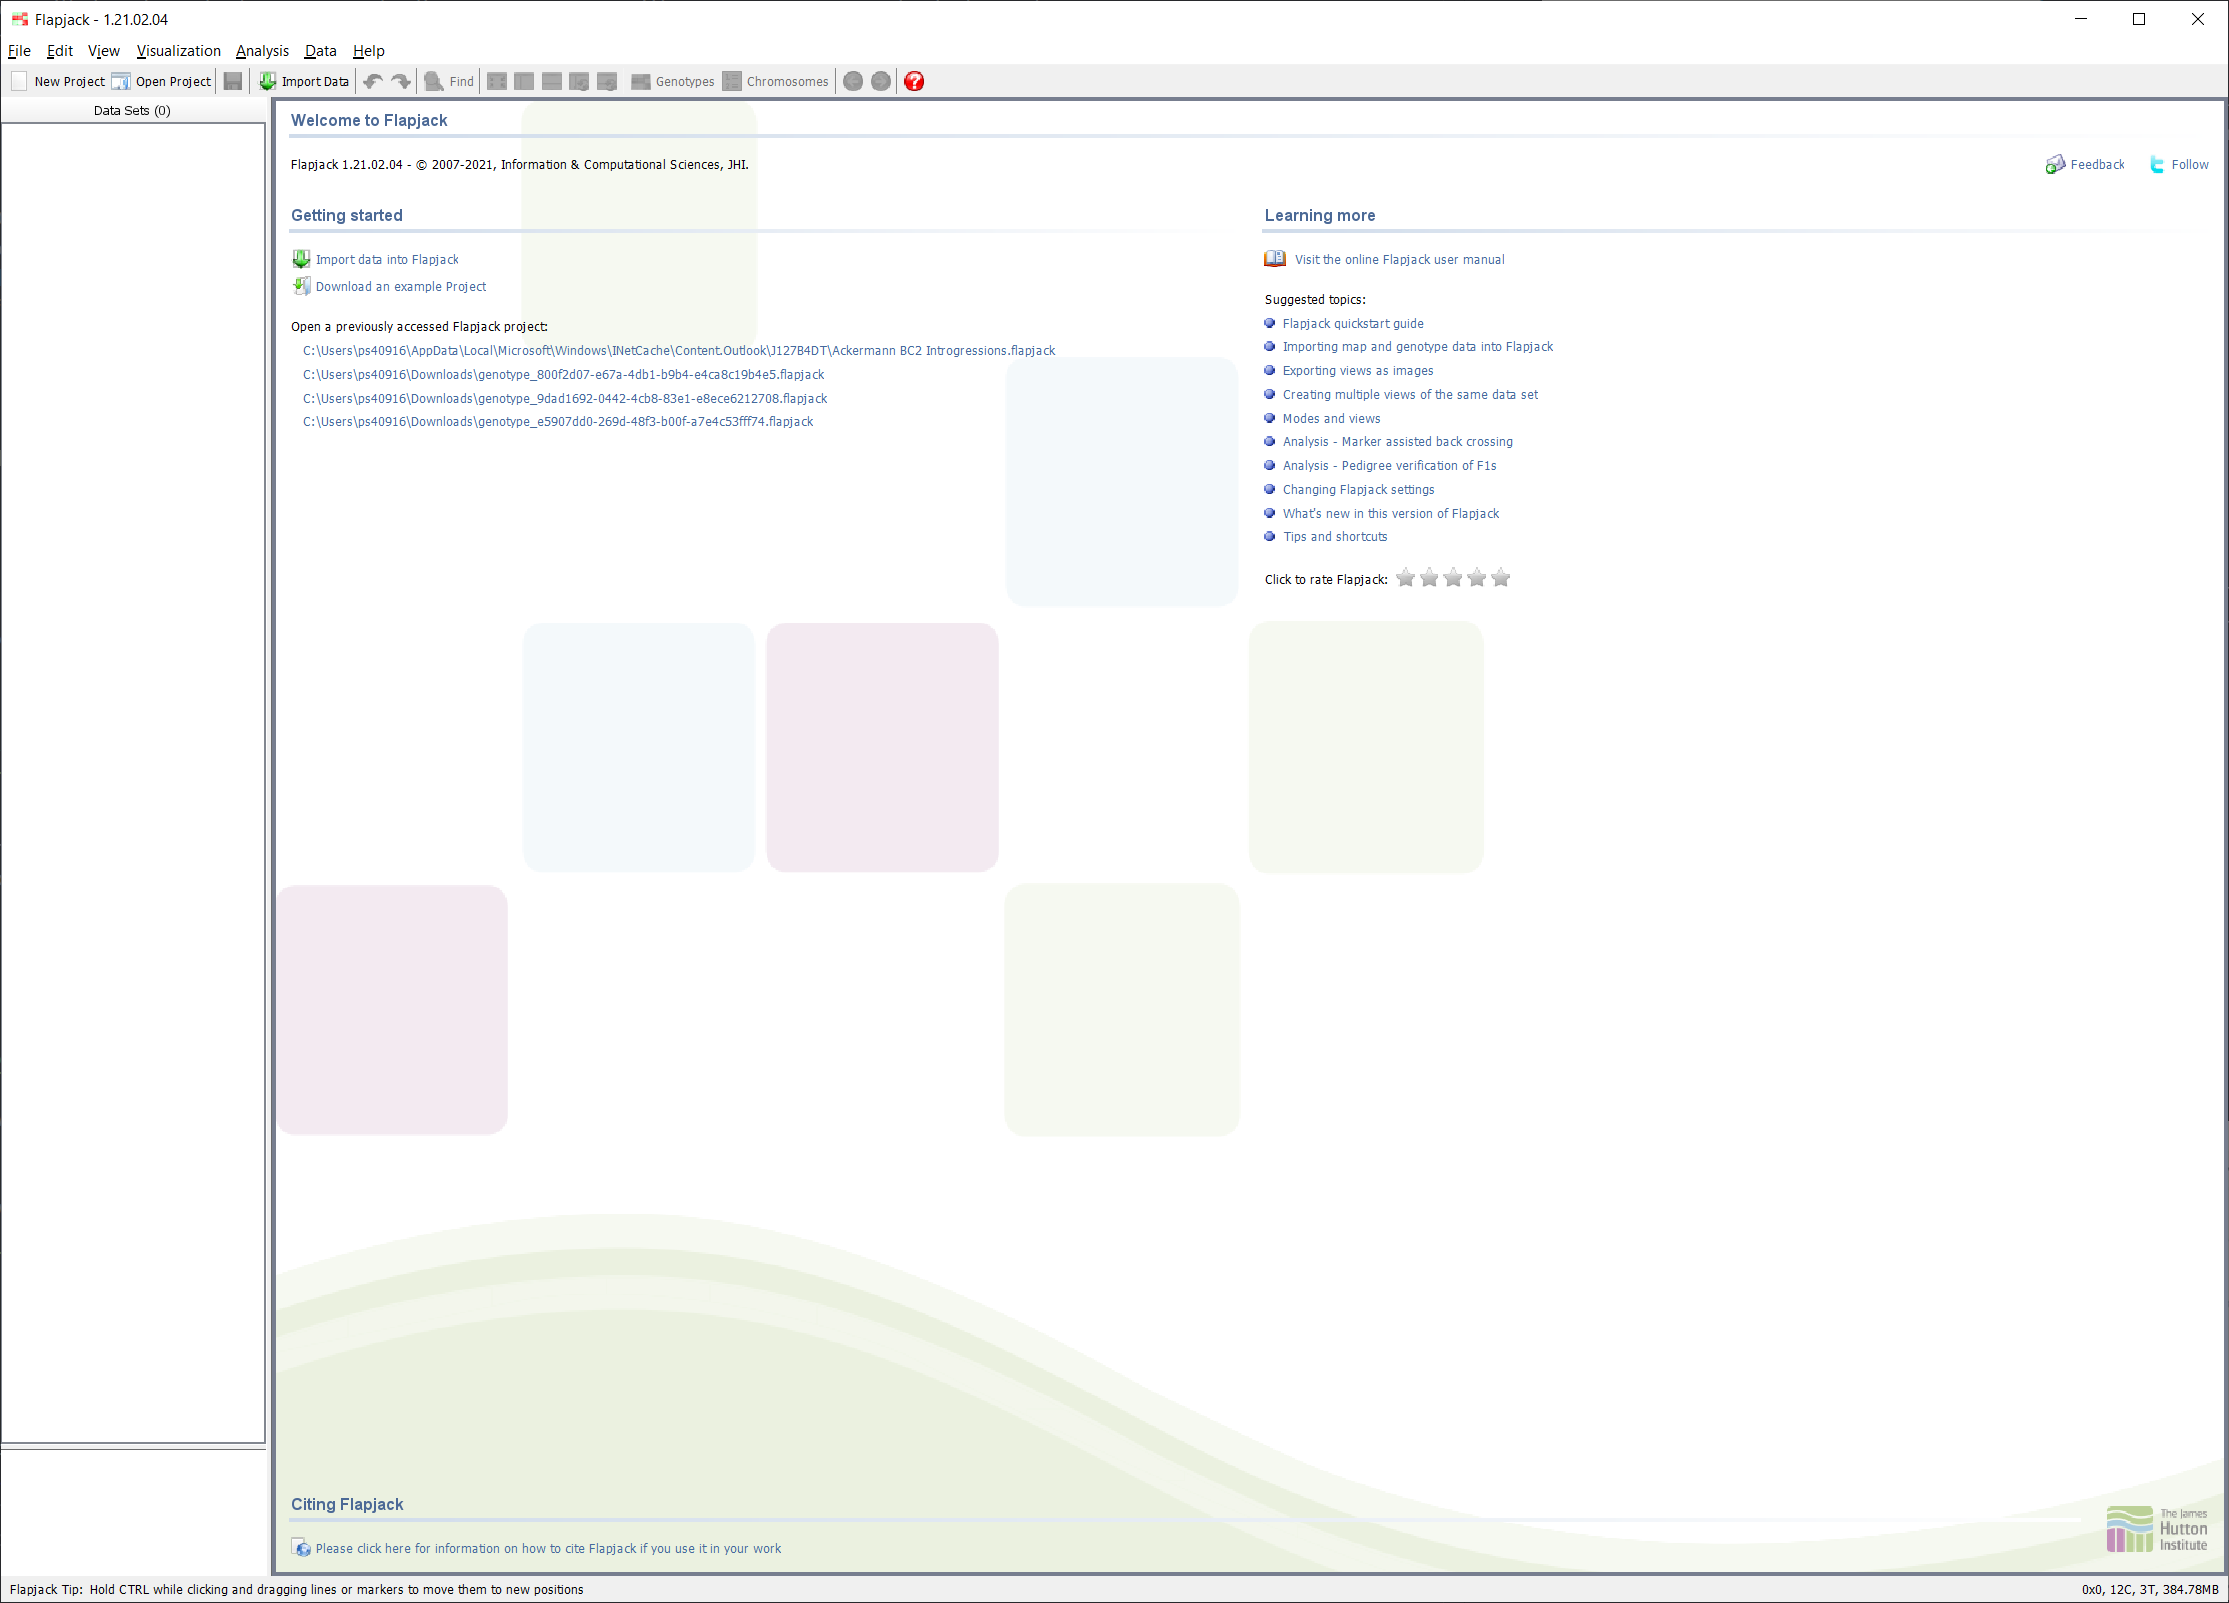 Flapjack - 1.21.02.04
File Edit View Visualization Analysis Data Help
New Project Open Project Import Data Find Genotypes Chromosomes
Data Sets (0)
Welcome to Flapjack
Flapjack 1.21.02.04 - © 2007-2021, Information & Computational Sciences, JHI.
Feedback Follow
Getting started
Import data into Flapjack
Download an example Project
Open a previously accessed Flapjack project:
C:\Users\ps40916\AppData\Local\Microsoft\Windows\INetCache\Content.Outlook\J127B4DT\Ackermann BC2 Introgressions.flapjack
C:\Users\ps40916\Downloads\genotype_800f2d07-e67a-4db1-b9b4-e4ca8c19b4e5.flapjack
C:\Users\ps40916\Downloads\genotype_9dad1692-0442-4cb8-83e1-e8ece6212708.flapjack
C:\Users\ps40916\Downloads\genotype_e5907dd0-269d-48f3-b00f-a7e4c53fff74.flapjack
Learning more
Visit the online Flapjack user manual
Suggested topics:
Flapjack quickstart guide
Importing map and genotype data into Flapjack
Exporting views as images
Creating multiple views of the same data set
Modes and views
Analysis - Marker assisted back crossing
Analysis - Pedigree verification of F1s
Changing Flapjack settings
What's new in this version of Flapjack
Tips and shortcuts
Click to rate Flapjack:
Citing Flapjack
Please click here for information on how to cite Flapjack if you use it in your work
The James
Hutton
Institute
Flapjack Tip: Hold CTRL while clicking and dragging lines or markers to move them to new positions
0x0, 12C, 3T, 384.78MB